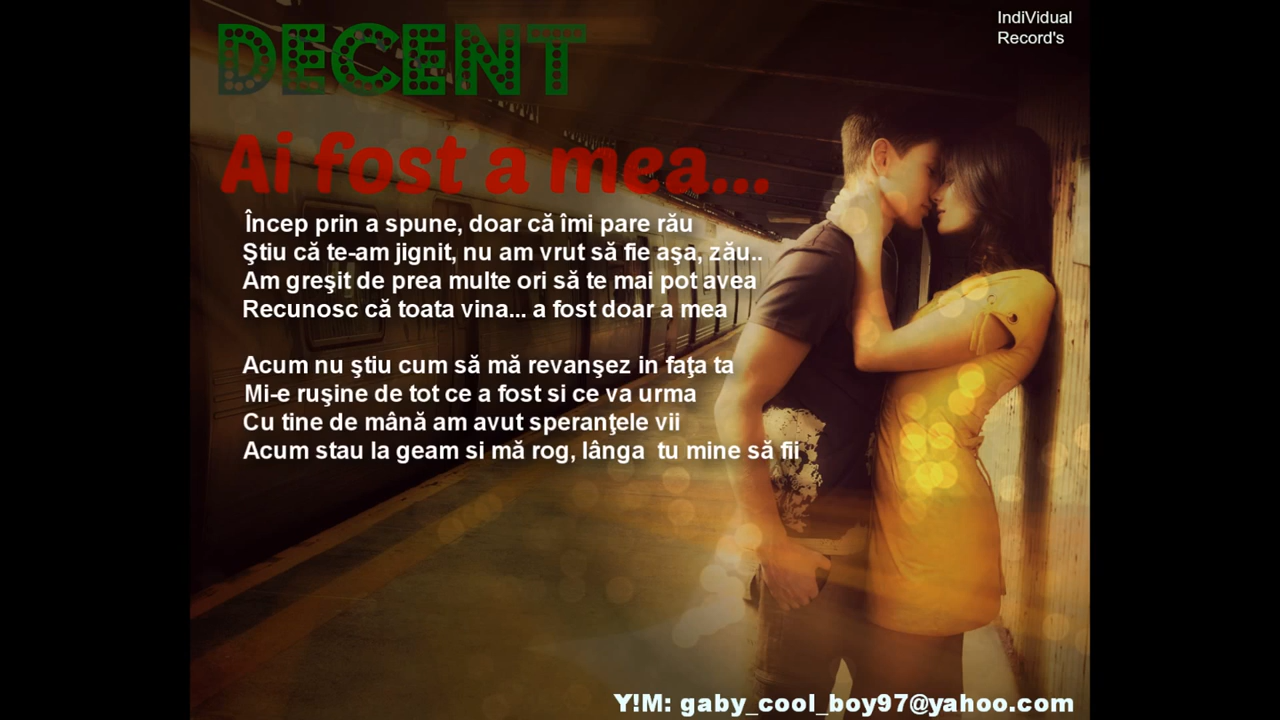 DECENT
IndiVidual
Record's
Ai fost a mea...
Încep prin a spune, doar că îmi pare rău
Ştiu că te-am jignit, nu am vrut să fie aşa, zău..
Am greşit de prea multe ori să te mai pot avea
Recunosc că toata vina... a fost doar a mea
Acum nu ştiu cum să mă revanşez in faţa ta
Mi-e ruşine de tot ce a fost si ce va urma
Cu tine de mână am avut speranţele vii
Acum stau la geam si mă rog, lânga  tu mine să fii
Y!M: gaby_cool_boy97@yahoo.com